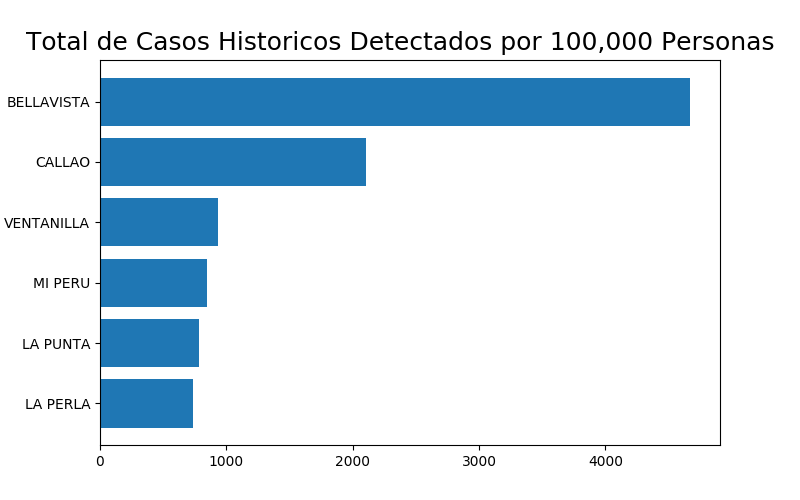 Total de Casos Historicos Detectados por 100,000 Personas
BELLAVISTA
CALLAO
VENTANILLA
MI PERU
LA PUNTA
LA PERLA
0 1000 2000 3000 4000